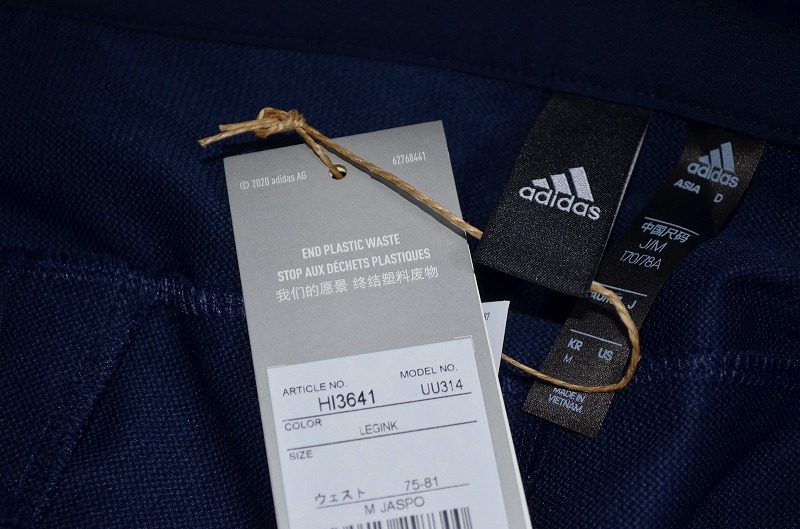 © 2020 adidas AG
62768441
END PLASTIC WASTE
STOP AUX DÉCHETS PLASTIQUES
我们的愿景 终结塑料废物
ARTICLE NO.
MODEL NO.
HI3641
UU314
COLOR
LEGINK
SIZE
ウェスト 75-81
M JASPO
adidas
adidas
ASIA D
中国尺码
J/M
170/78A
J
KR US
M
MADE IN
VIETNAM